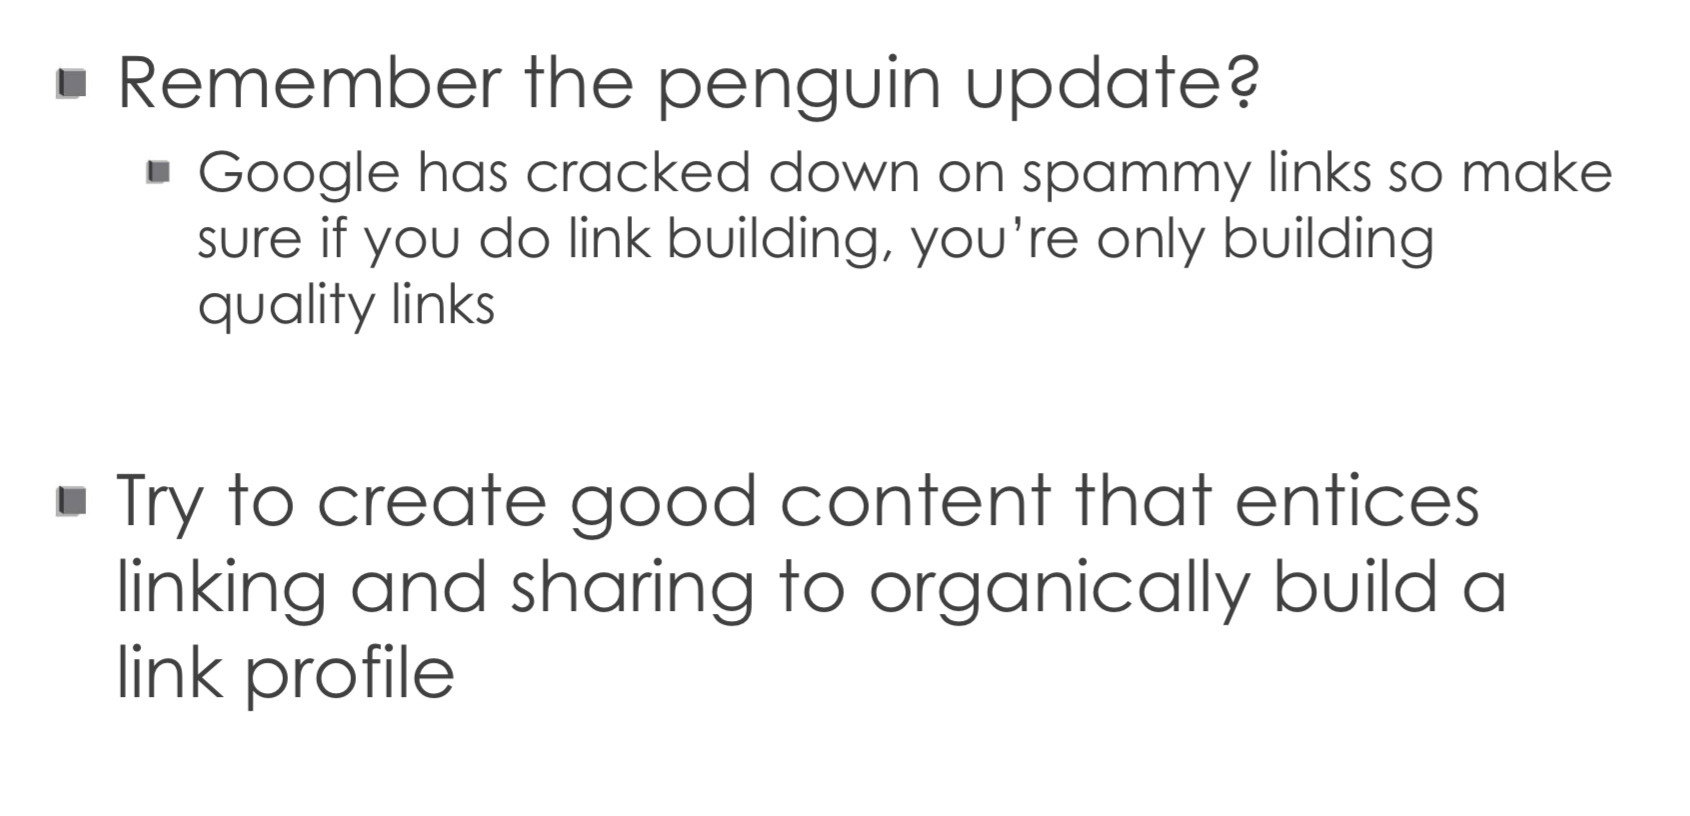 Remember the penguin update?
Google has cracked down on spammy links so make
sure if you do link building, you’re only building
quality links
Try to create good content that entices
linking and sharing to organically build a
link profile